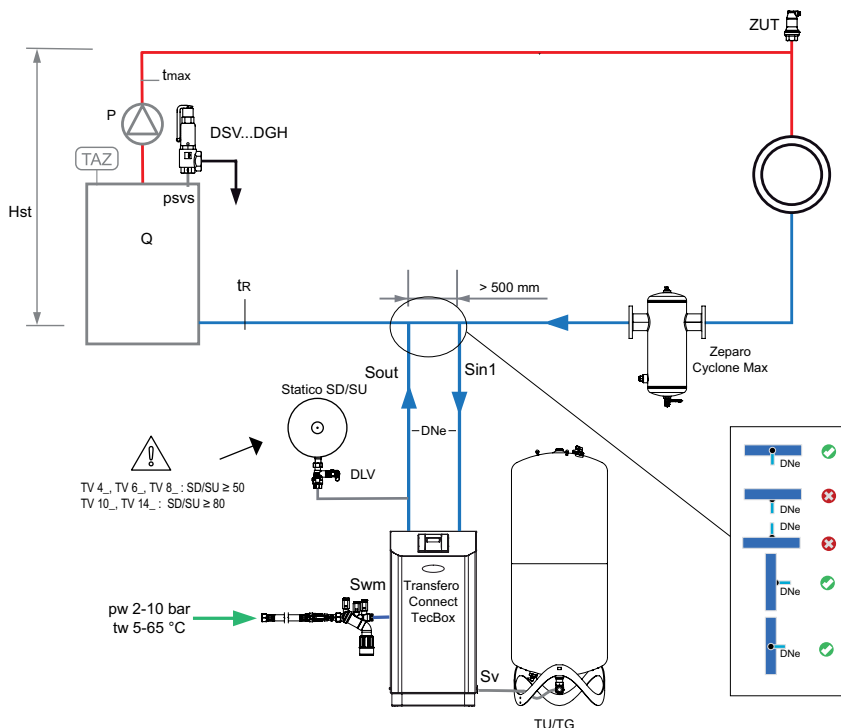 ZUT
tmax
P
DSV...DGH
TAZ
psvs
Hst
Q
tR
> 500 mm
Zeparo
Cyclone Max
Sout
Sin1
Statico SD/SU
DNe
DLV
TV 4_, TV 6_, TV 8_ : SD/SU ≥ 50
TV 10_, TV 14_ : SD/SU ≥ 80
DNe
DNe
DNe
DNe
DNe
Swm
Transfero
Connect
TecBox
pw 2-10 bar
tw 5-65 °C
Sv
TU/TG